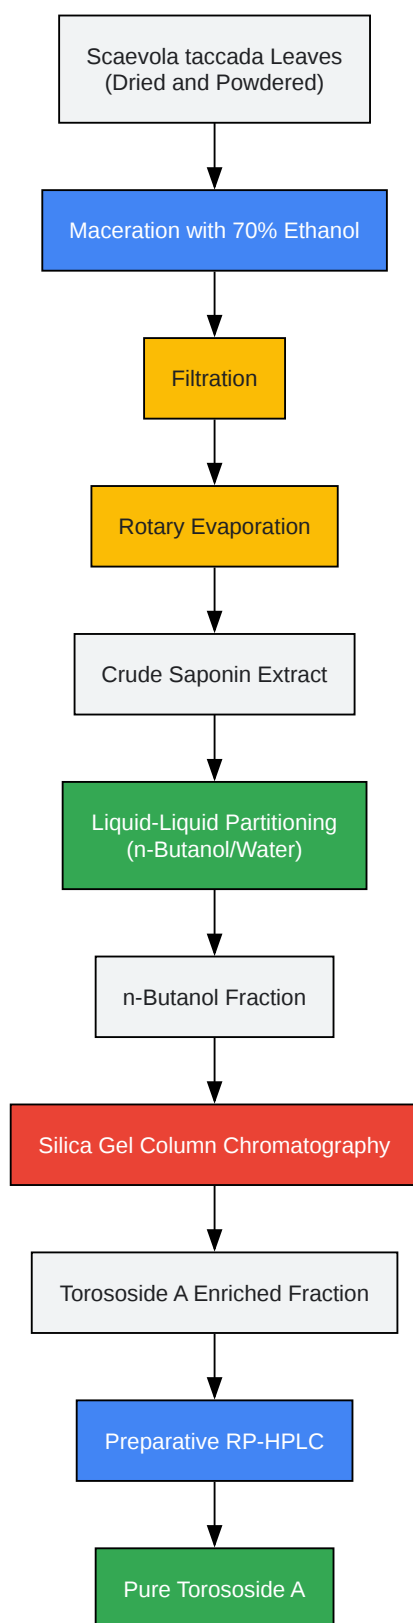 Scaevola taccada Leaves
(Dried and Powdered)
Maceration with 70% Ethanol
Filtration
Rotary Evaporation
Crude Saponin Extract
Liquid-Liquid Partitioning
(n-Butanol/Water)
n-Butanol Fraction
Silica Gel Column Chromatography
Torososide A Enriched Fraction
Preparative RP-HPLC
Pure Torososide A